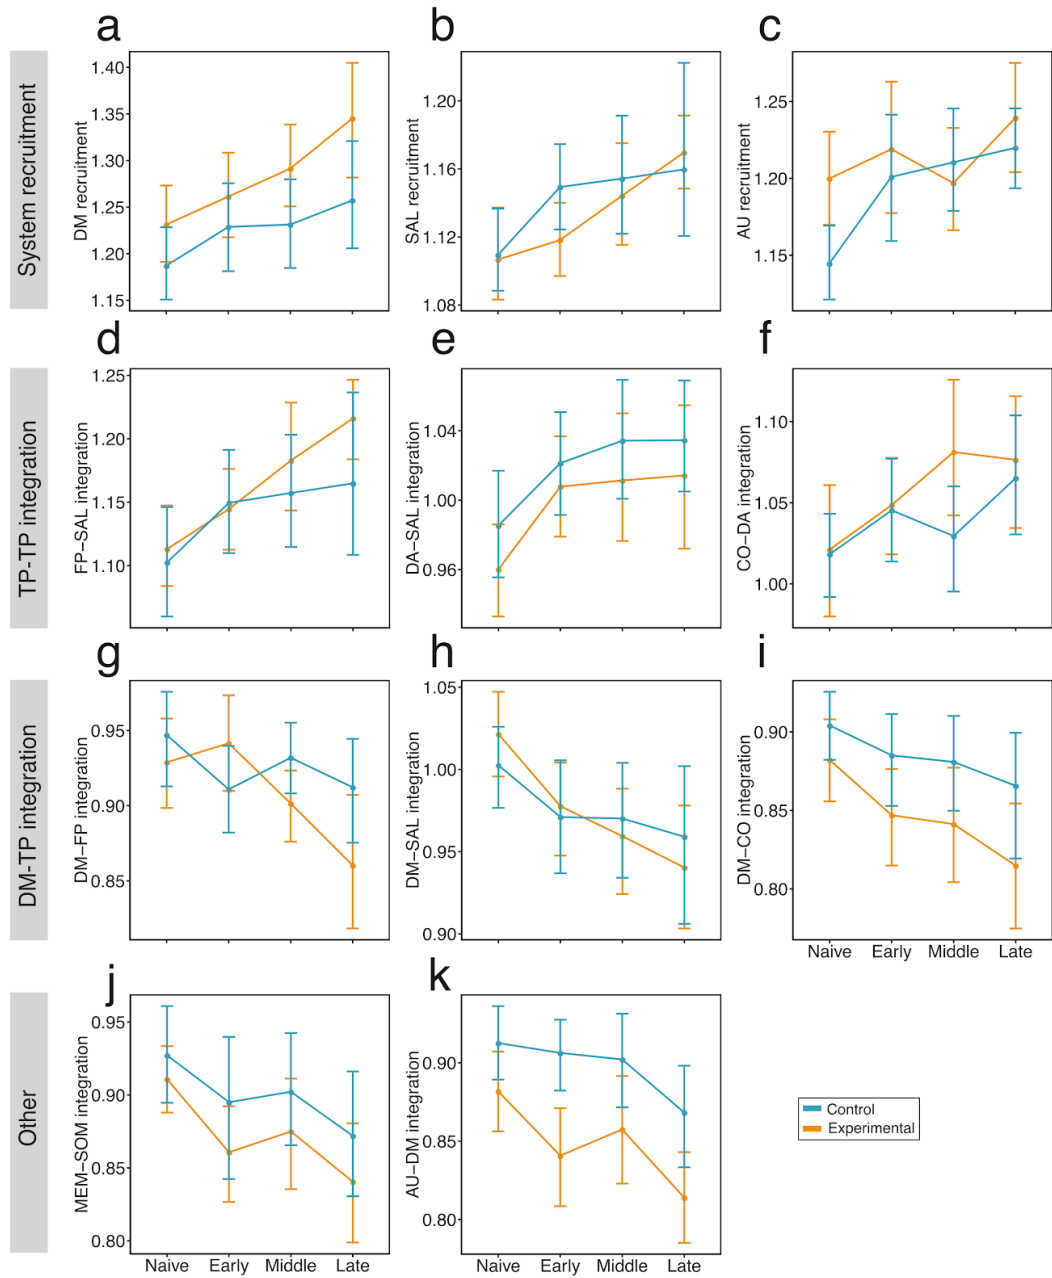 a
b
c
System recruitment
DM recruitment
1.40
1.35
1.30
1.25
1.20
1.15
SAL recruitment
1.20
1.16
1.12
1.08
AU recruitment
1.25
1.20
1.15
d
e
f
TP-TP integration
FP−SAL integration
1.25
1.20
1.15
1.10
DA−SAL integration
1.04
1.00
0.96
CO−DA integration
1.10
1.05
1.00
g
h
i
DM-TP integration
DM−FP integration
0.95
0.90
0.85
DM−SAL integration
1.05
1.00
0.95
0.90
DM−CO integration
0.90
0.85
0.80
Naive Early Middle Late
j
k
Other
MEM−SOM integration
0.95
0.90
0.85
0.80
Naive Early Middle Late
AU−DM integration
0.90
0.85
0.80
Naive Early Middle Late
Control
Experimental